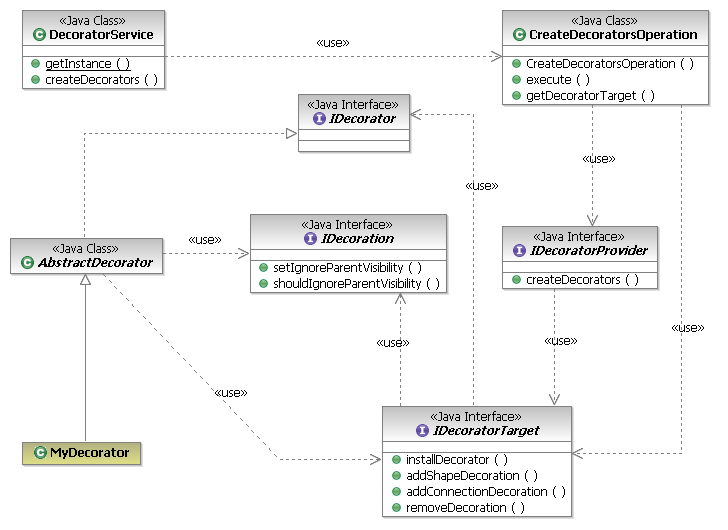 «Java Class»
C DecoratorService
getInstance ( )
createDecorators ( )
«use»
«Java Class»
C CreateDecoratorsOperation
CreateDecoratorsOperation ( )
execute ( )
getDecoratorTarget ( )
«Java Interface»
I IDecorator
«use»
«use»
«Java Class»
C AbstractDecorator
«use»
«Java Interface»
I IDecoration
setIgnoreParentVisibility ( )
shouldIgnoreParentVisibility ( )
«Java Interface»
I IDecoratorProvider
createDecorators ( )
«use»
«use»
«use»
«use»
«Java Interface»
I IDecoratorTarget
installDecorator ( )
addShapeDecoration ( )
addConnectionDecoration ( )
removeDecoration ( )
C MyDecorator